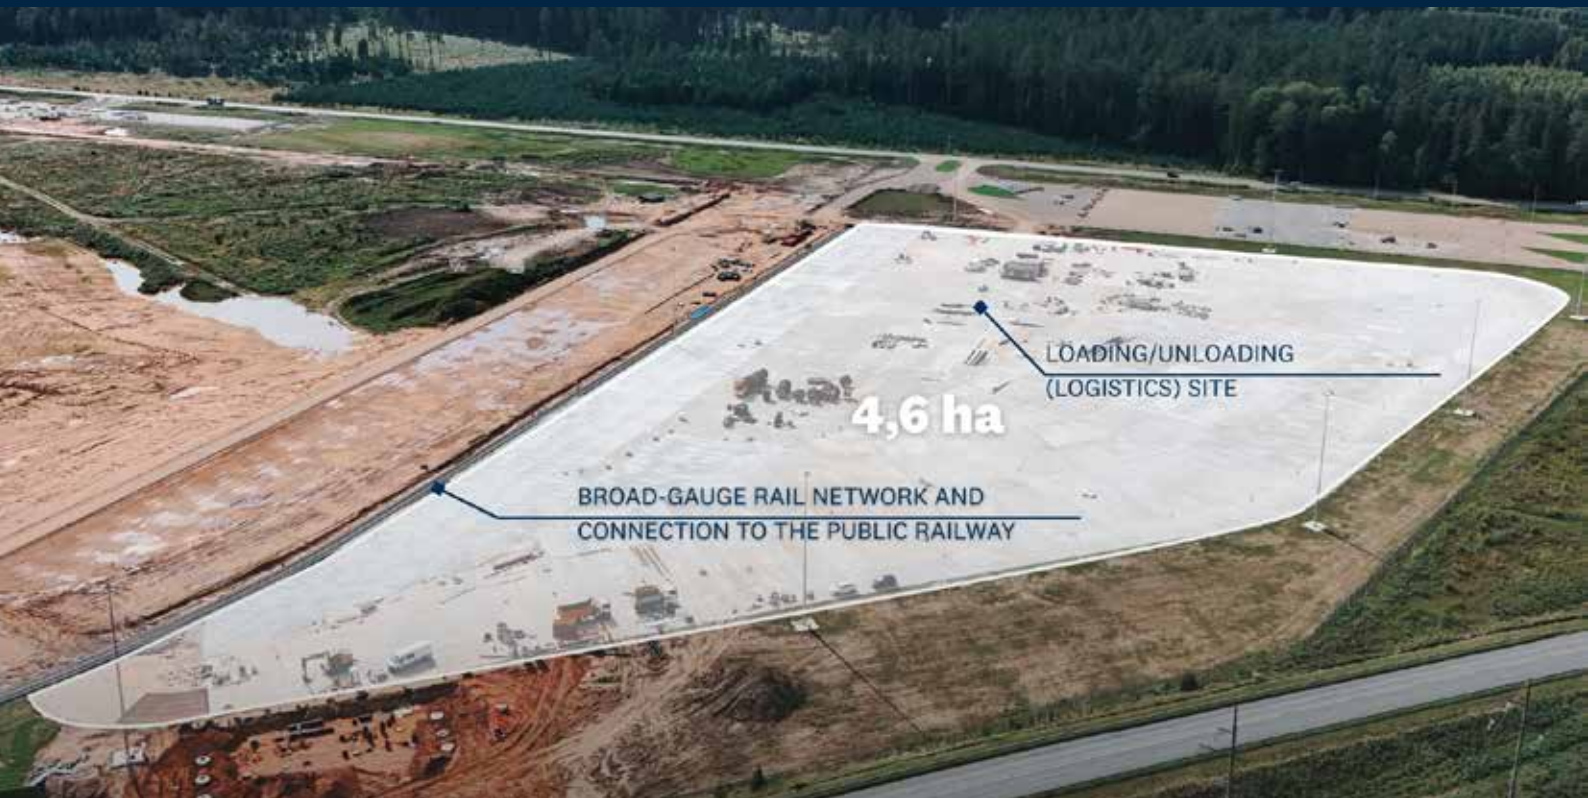 LOADING/UNLOADING
(LOGISTICS) SITE
4,6 ha
BROAD-GAUGE RAIL NETWORK AND
CONNECTION TO THE PUBLIC RAILWAY